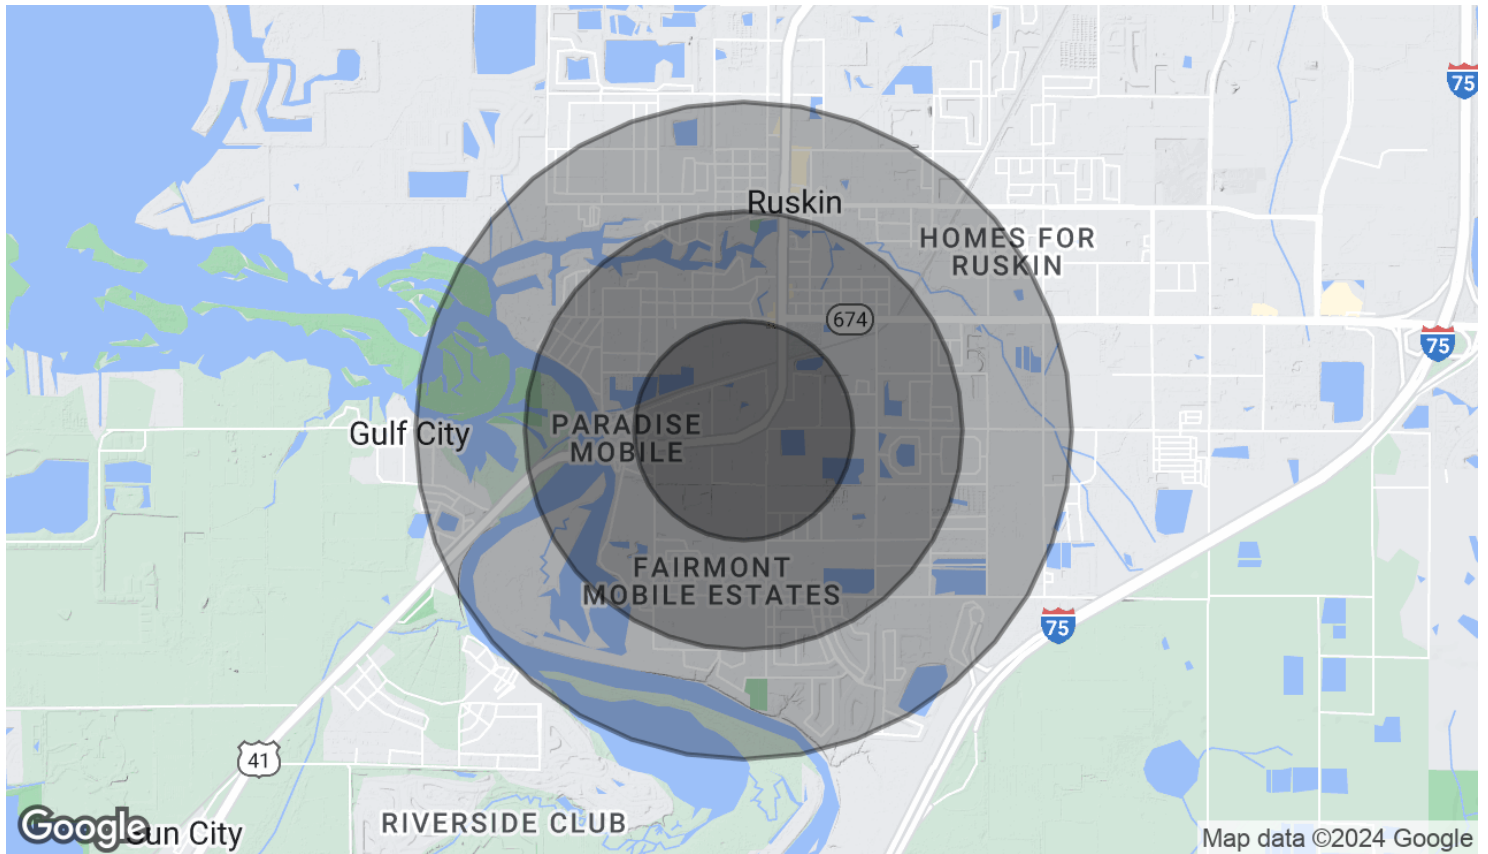 75
Ruskin
HOMES FOR
RUSKIN
674
75
PARADISE
MOBILE
Gulf City
FAIRMONT
MOBILE ESTATES
75
41
RIVERSIDE CLUB
Google
Sun City
Map data ©2024 Google